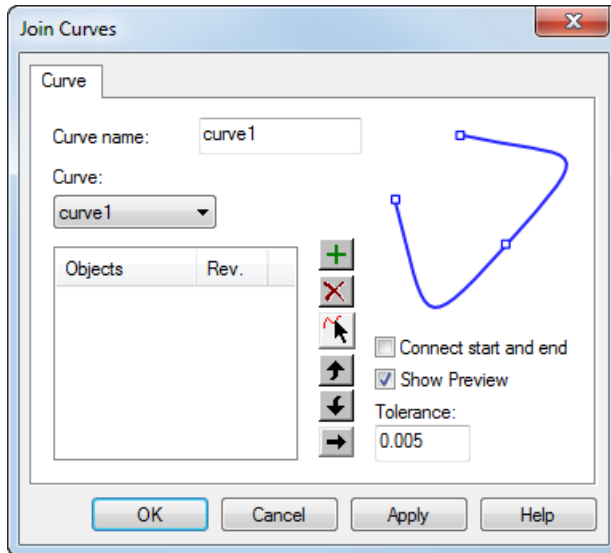 Join Curves
Curve
Curve name: curve1
Curve:
curve1
Objects Rev.
Connect start and end
Show Preview
Tolerance:
0.005
OK Cancel Apply Help